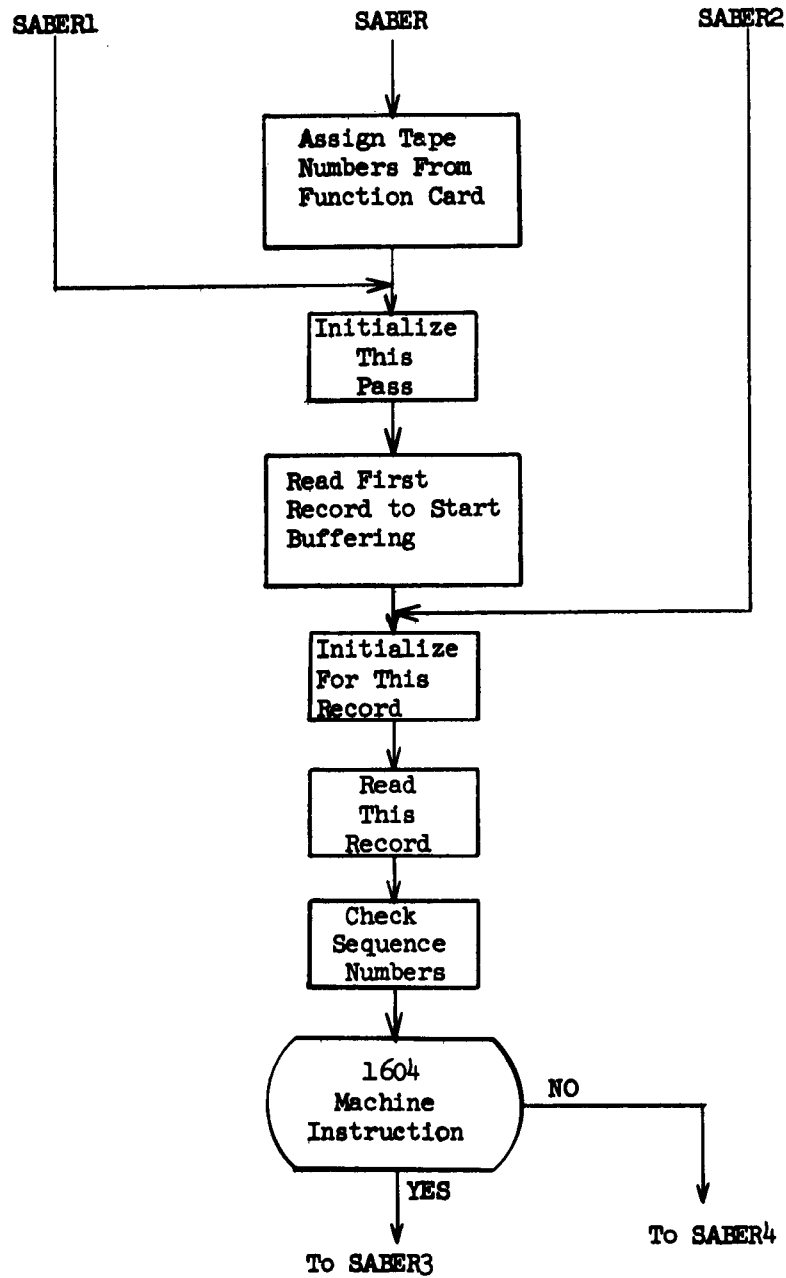 SABER1
SABER
SABER2
Assign Tape
Numbers From
Function Card
Initialize
This
Pass
Read First
Record to Start
Buffering
Initialize
For This
Record
Read
This
Record
Check
Sequence
Numbers
1604
Machine
Instruction
NO
YES
To SABER4
To SABER3